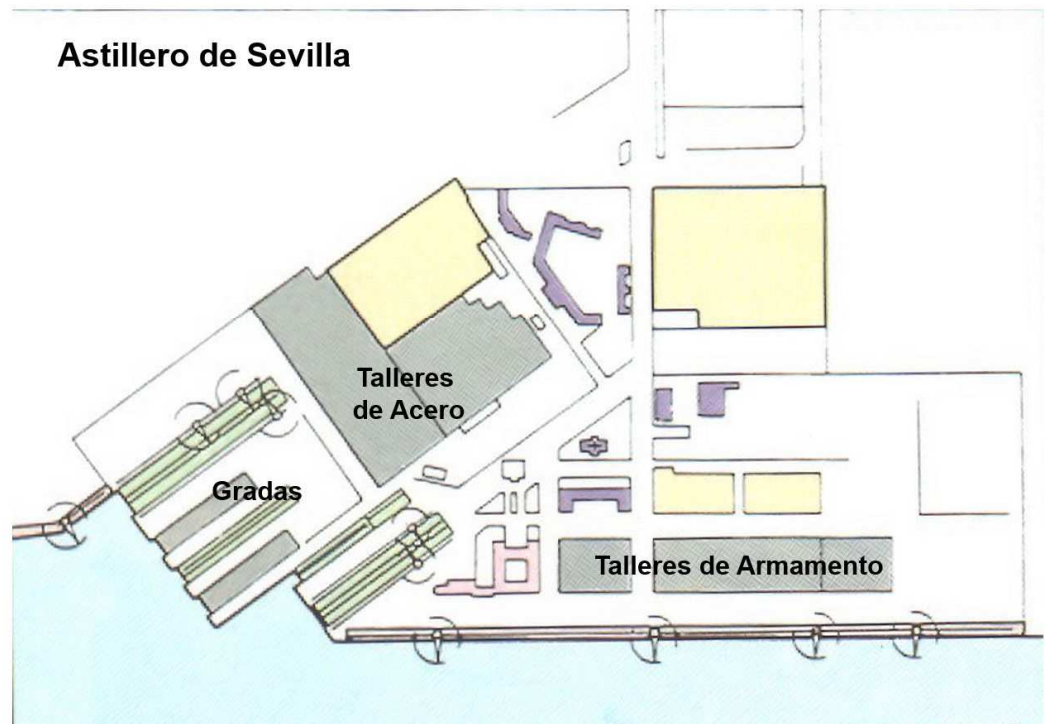 Astillero de Sevilla
Talleres
de Acero
Gradas
Talleres de Armamento